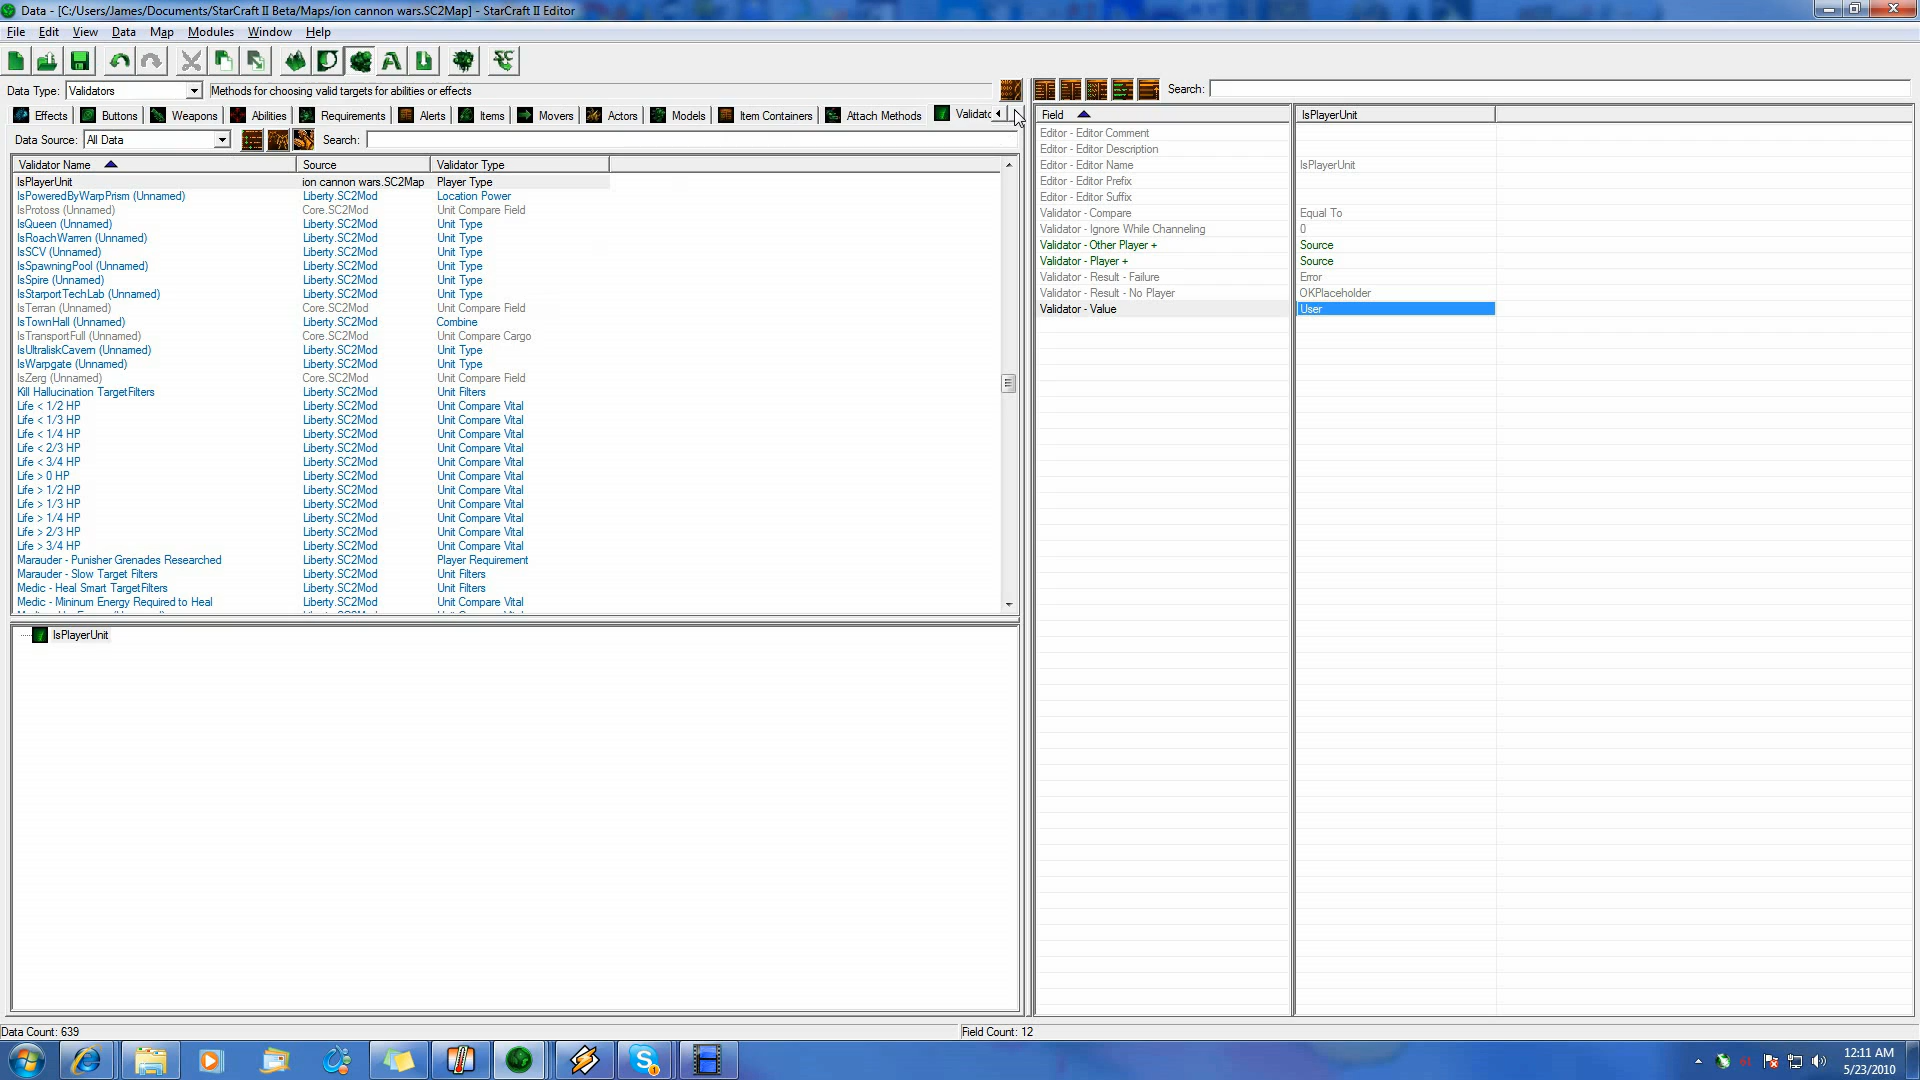 Data - [C:/Users/James/Documents/StarCraft II Beta/Maps/ion cannon wars.SC2Map] - StarCraft II Editor
File Edit View Data Map Modules Window Help
Data Type: Validators Methods for choosing valid targets for abilities or effects
Search:
Effects Buttons Weapons Abilities Requirements Alerts Items Movers Actors Models Item Containers Attach Methods Validato
Data Source: All Data Search:
Validator Name Source Validator Type
IsPlayerUnit ion cannon wars.SC2Map Player Type
IsPoweredByWarpPrism (Unnamed) Liberty.SC2Mod Location Power
IsProtoss (Unnamed) Core.SC2Mod Unit Compare Field
IsQueen (Unnamed) Liberty.SC2Mod Unit Type
IsRoachWarren (Unnamed) Liberty.SC2Mod Unit Type
IsSCV (Unnamed) Liberty.SC2Mod Unit Type
IsSpawningPool (Unnamed) Liberty.SC2Mod Unit Type
IsSpire (Unnamed) Liberty.SC2Mod Unit Type
IsStarportTechLab (Unnamed) Liberty.SC2Mod Unit Type
IsTerran (Unnamed) Core.SC2Mod Unit Compare Field
IsTownHall (Unnamed) Liberty.SC2Mod Combine
IsTransportFull (Unnamed) Core.SC2Mod Unit Compare Cargo
IsUltraliskCavern (Unnamed) Liberty.SC2Mod Unit Type
IsWarpgate (Unnamed) Liberty.SC2Mod Unit Type
IsZerg (Unnamed) Core.SC2Mod Unit Compare Field
Kill Hallucination TargetFilters Liberty.SC2Mod Unit Filters
Life < 1/2 HP Liberty.SC2Mod Unit Compare Vital
Life < 1/3 HP Liberty.SC2Mod Unit Compare Vital
Life < 1/4 HP Liberty.SC2Mod Unit Compare Vital
Life < 2/3 HP Liberty.SC2Mod Unit Compare Vital
Life < 3/4 HP Liberty.SC2Mod Unit Compare Vital
Life > 0 HP Liberty.SC2Mod Unit Compare Vital
Life > 1/2 HP Liberty.SC2Mod Unit Compare Vital
Life > 1/3 HP Liberty.SC2Mod Unit Compare Vital
Life > 1/4 HP Liberty.SC2Mod Unit Compare Vital
Life > 2/3 HP Liberty.SC2Mod Unit Compare Vital
Life > 3/4 HP Liberty.SC2Mod Unit Compare Vital
Marauder - Punisher Grenades Researched Liberty.SC2Mod Player Requirement
Marauder - Slow Target Filters Liberty.SC2Mod Unit Filters
Medic - Heal Smart TargetFilters Liberty.SC2Mod Unit Filters
Medic - Mininum Energy Required to Heal Liberty.SC2Mod Unit Compare Vital
IsPlayerUnit
Field IsPlayerUnit
Editor - Editor Comment
Editor - Editor Description
Editor - Editor Name IsPlayerUnit
Editor - Editor Prefix
Editor - Editor Suffix
Validator - Compare Equal To
Validator - Ignore While Channeling 0
Validator - Other Player + Source
Validator - Player + Source
Validator - Result - Failure Error
Validator - Result - No Player OKPlaceholder
Validator - Value User
Data Count: 639 Field Count: 12
12:11 AM
5/23/2010